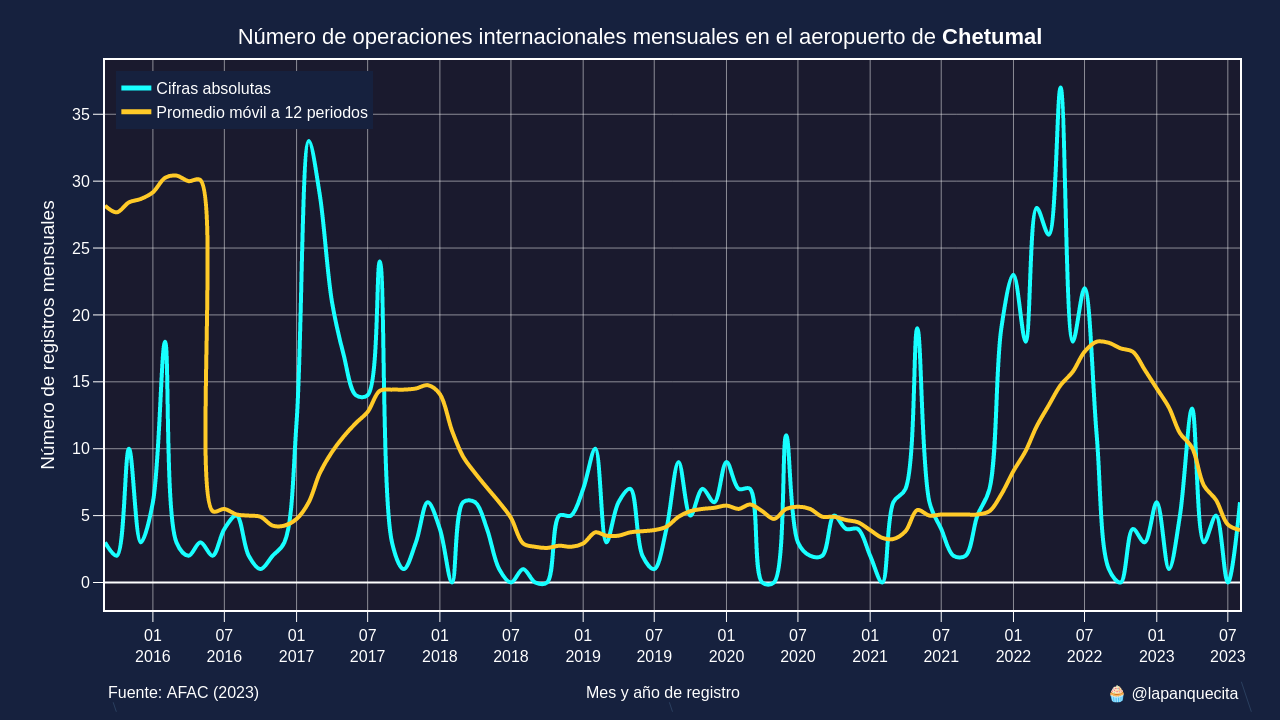 Número de operaciones internacionales mensuales en el aeropuerto de Chetumal
Cifras absolutas
Promedio móvil a 12 periodos
Número de registros mensuales
35
30
25
20
15
10
5
0
01 07 01 07 01 07 01 07 01 07 01 07 01 07 01 07
2016 2016 2017 2017 2018 2018 2019 2019 2020 2020 2021 2021 2022 2022 2023 2023
Fuente: AFAC (2023) Mes y año de registro 🧁 @lapanquecita